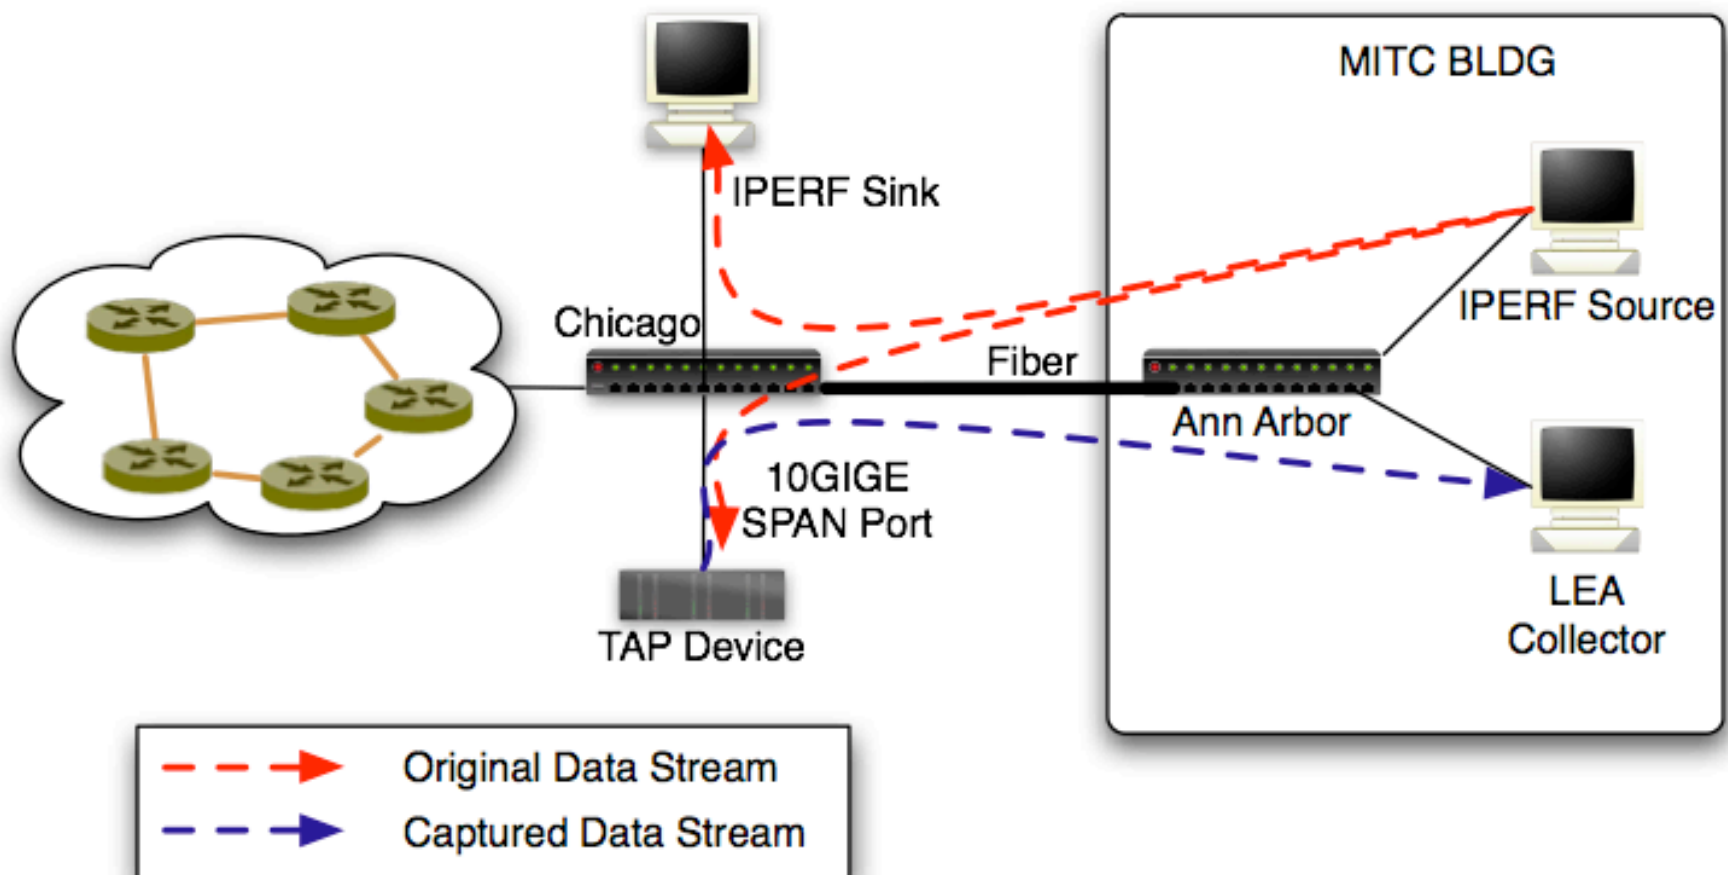 MITC BLDG
IPERF Sink
IPERF Source
Chicago
Fiber
Ann Arbor
10GIGE
SPAN Port
LEA
Collector
TAP Device
Original Data Stream
Captured Data Stream